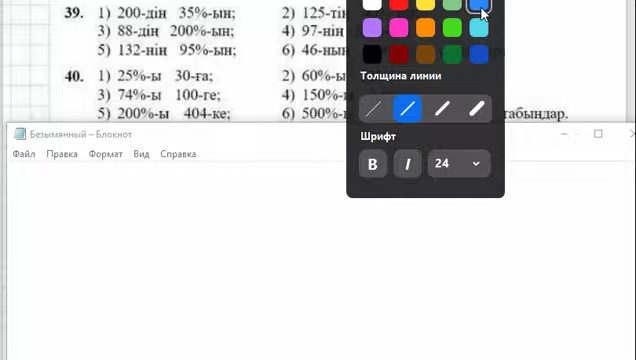 39. 1) 200-дің 35%-ын; 2) 125-тің
3) 88-дің 200%-ын; 4) 97-нің
5) 132-нің 95%-ын; 6) 46-ның
40. 1) 25%-ы 30-ға; 2) 60%-ы
3) 74%-ы 100-ге; 4) 150%-
5) 200%-ы 404-ке; 6) 500%- табыңдар.
Толщина линии
Шрифт
B I 24
Безымянный – Блокнот
Файл Правка Формат Вид Справка